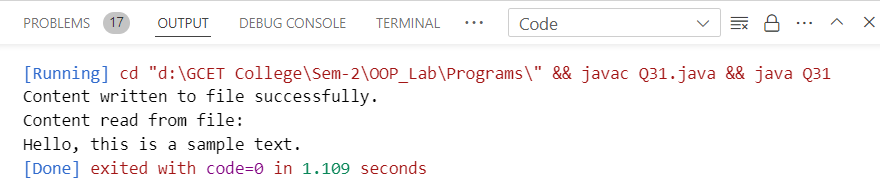 PROBLEMS 17 OUTPUT DEBUG CONSOLE TERMINAL ··· Code ···
[Running] cd "d:\GCET College\Sem-2\OOP_Lab\Programs\" && javac Q31.java && java Q31
Content written to file successfully.
Content read from file:
Hello, this is a sample text.
[Done] exited with code=0 in 1.109 seconds